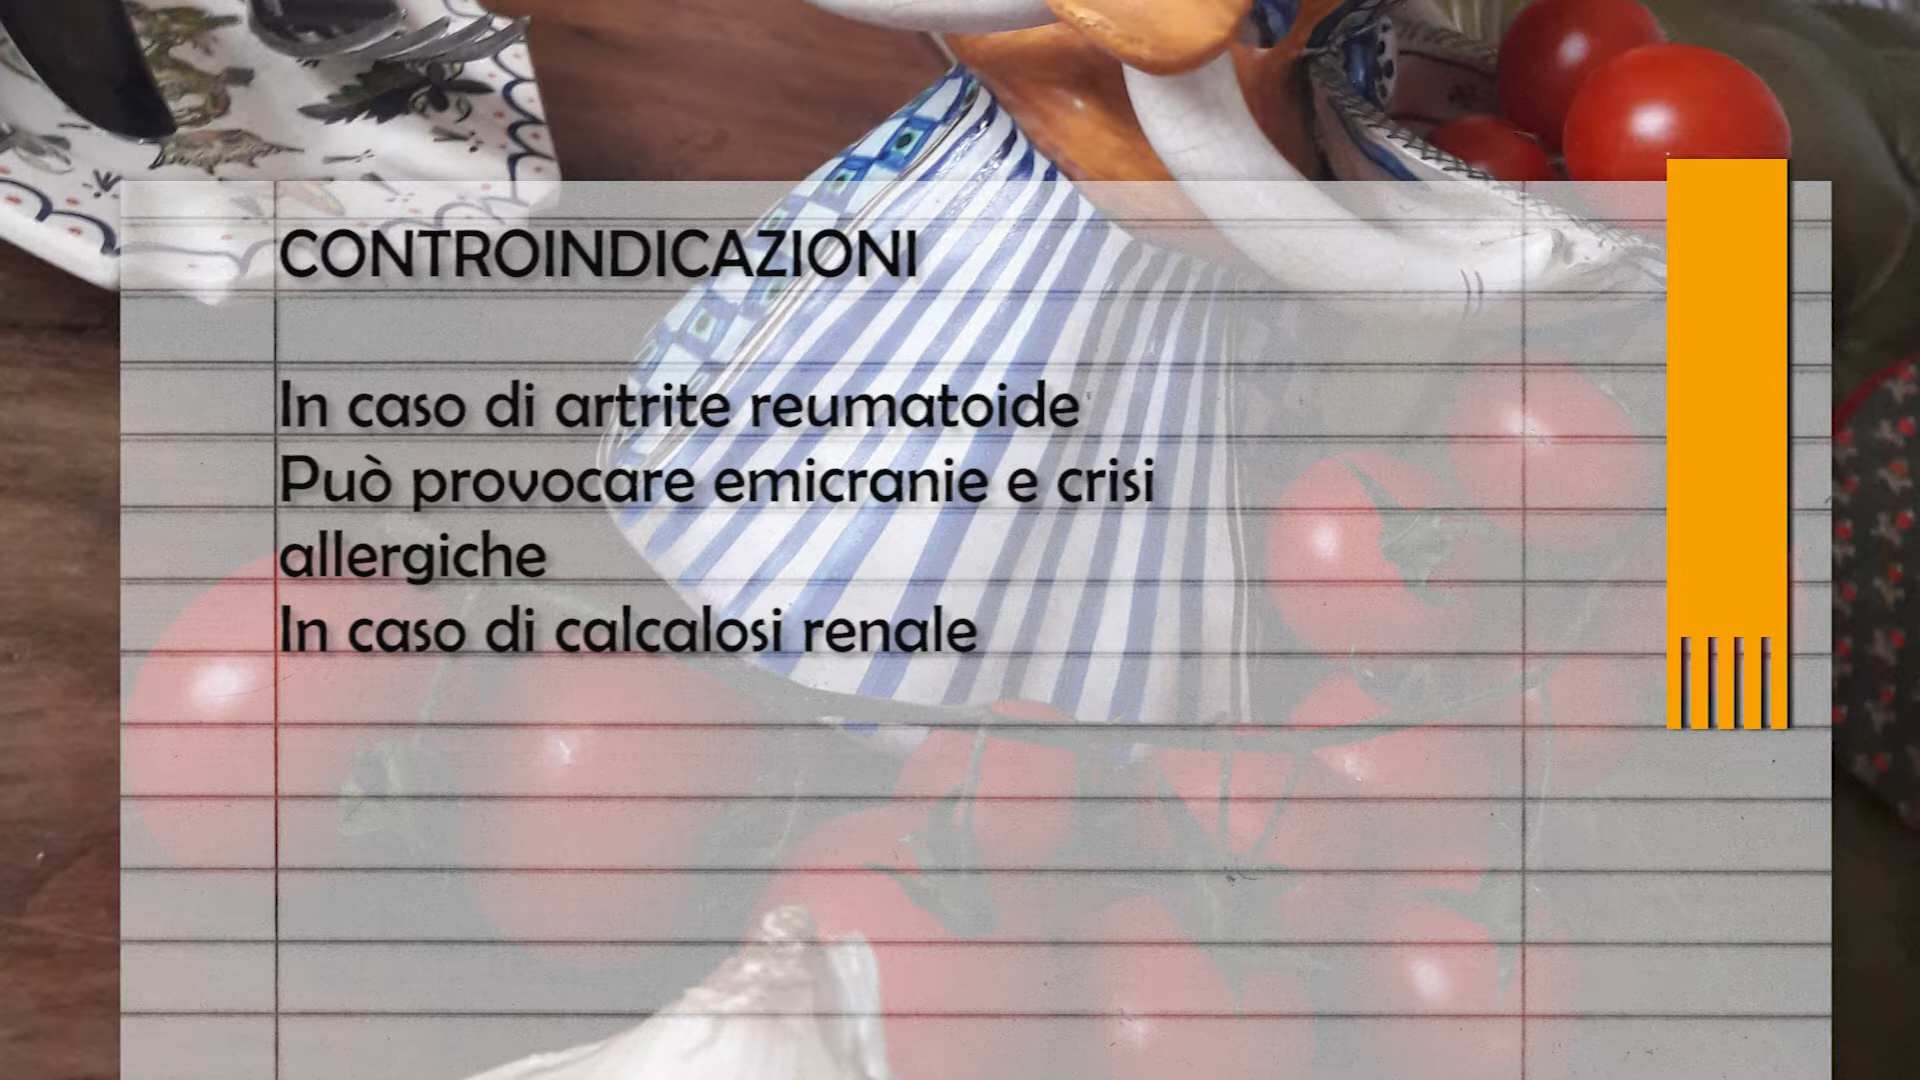 CONTROINDICAZIONI
In caso di artrite reumatoide
Può provocare emicranie e crisi
allergiche
In caso di calcalosi renale